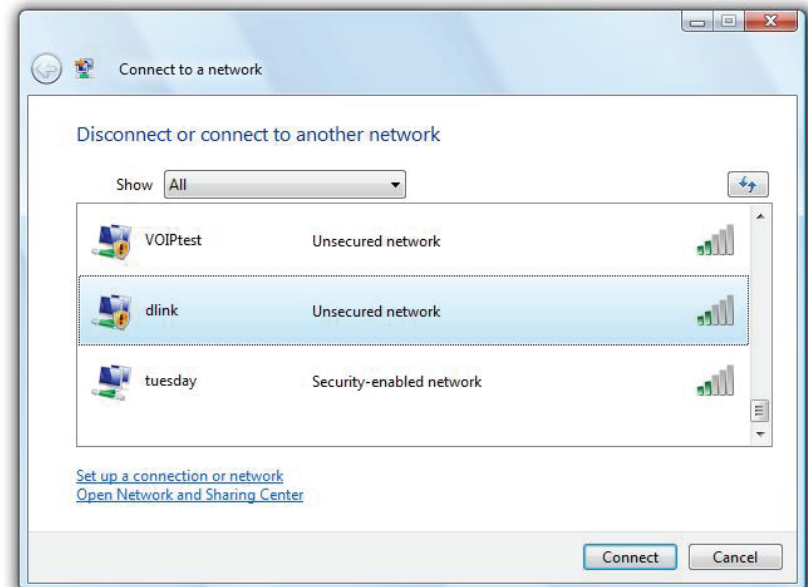 Connect to a network
Disconnect or connect to another network
Show All
VOIPtest Unsecured network
dlink Unsecured network
tuesday Security-enabled network
Set up a connection or network
Open Network and Sharing Center
Connect Cancel